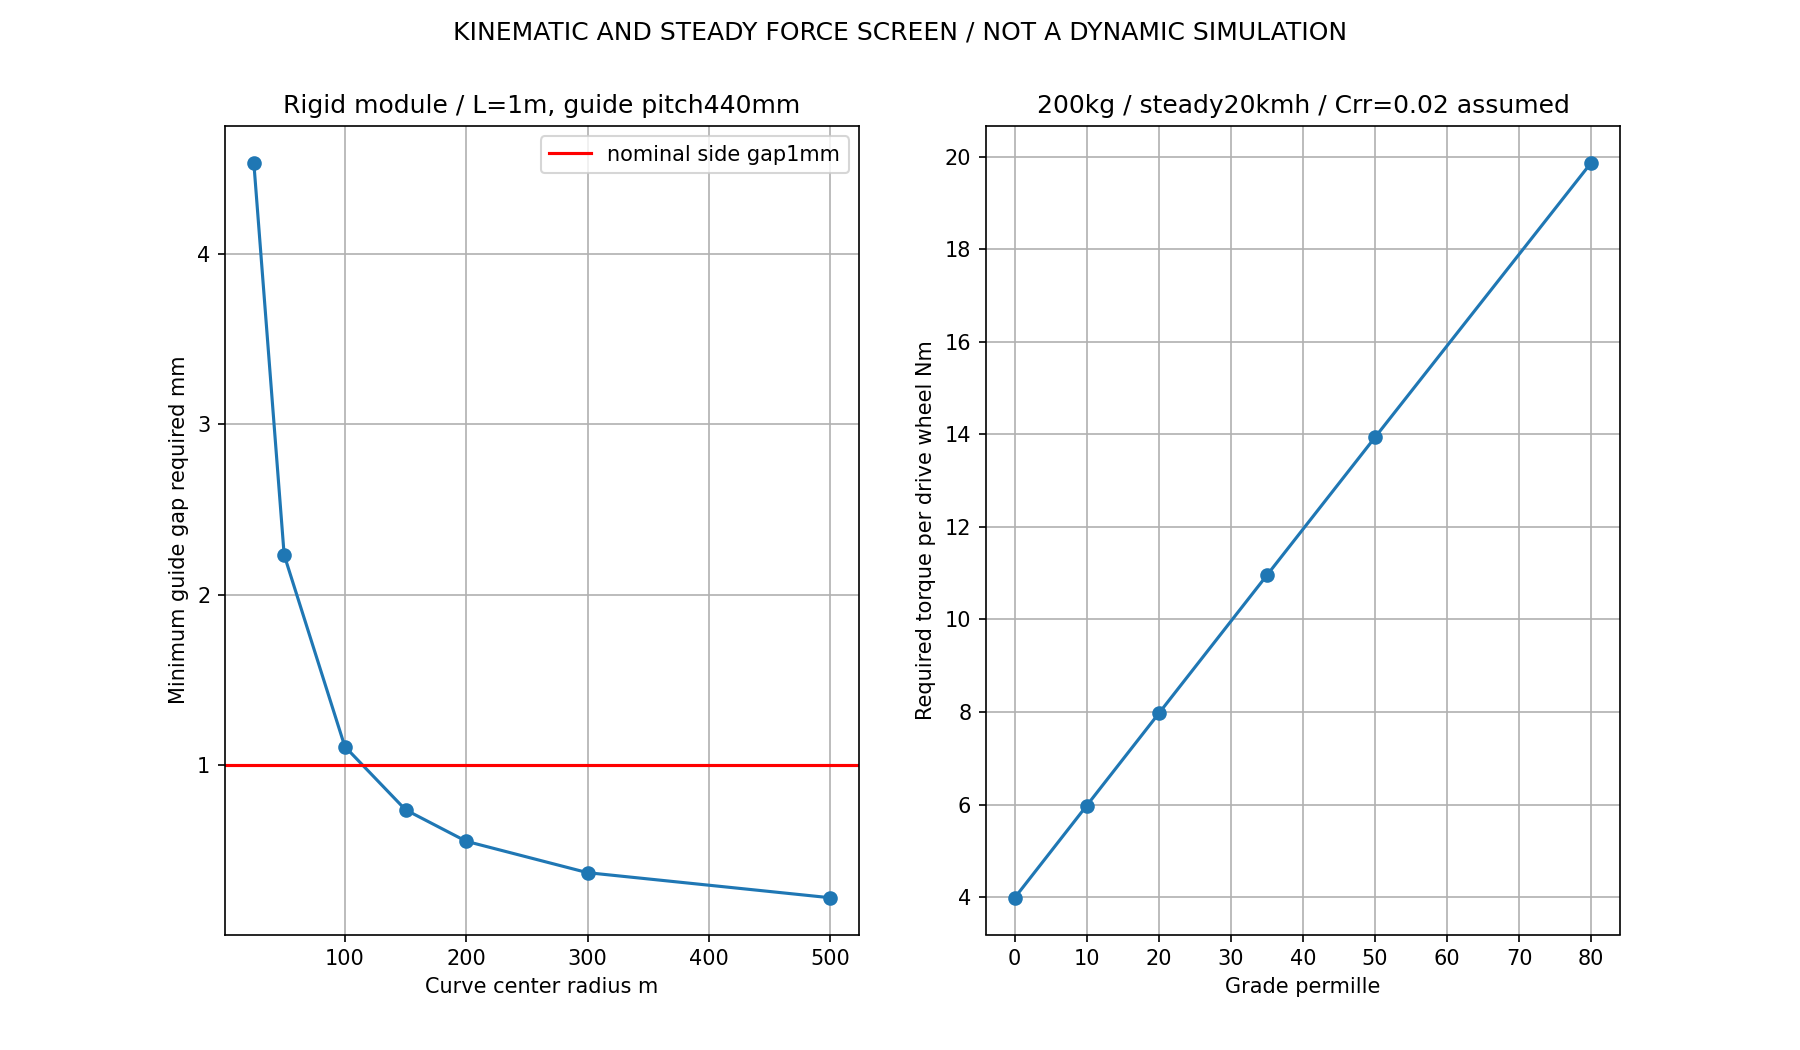 KINEMATIC AND STEADY FORCE SCREEN / NOT A DYNAMIC SIMULATION
Rigid module / L=1m, guide pitch440mm
nominal side gap1mm
Minimum guide gap required mm
4
3
2
1
100 200 300 400 500
Curve center radius m
200kg / steady20kmh / Crr=0.02 assumed
Required torque per drive wheel Nm
20
18
16
14
12
10
8
6
4
0 10 20 30 40 50 60 70 80
Grade permille